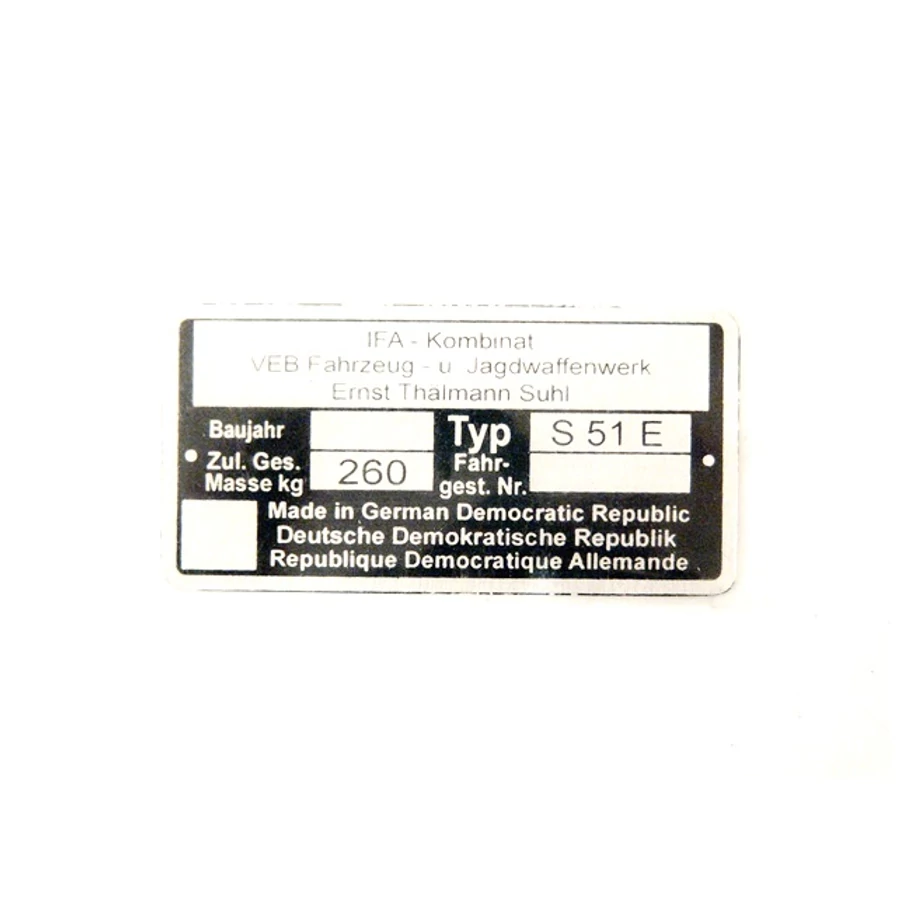 IFA - Kombinat
VEB Fahrzeug - u Jagdwaffenwerk
Ernst Thalmann Suhl
Baujahr
Typ S 51 E
Zul. Ges.
Masse kg 260
Fahr-
gest. Nr.
Made in German Democratic Republic
Deutsche Demokratische Republik
Republique Democratique Allemande